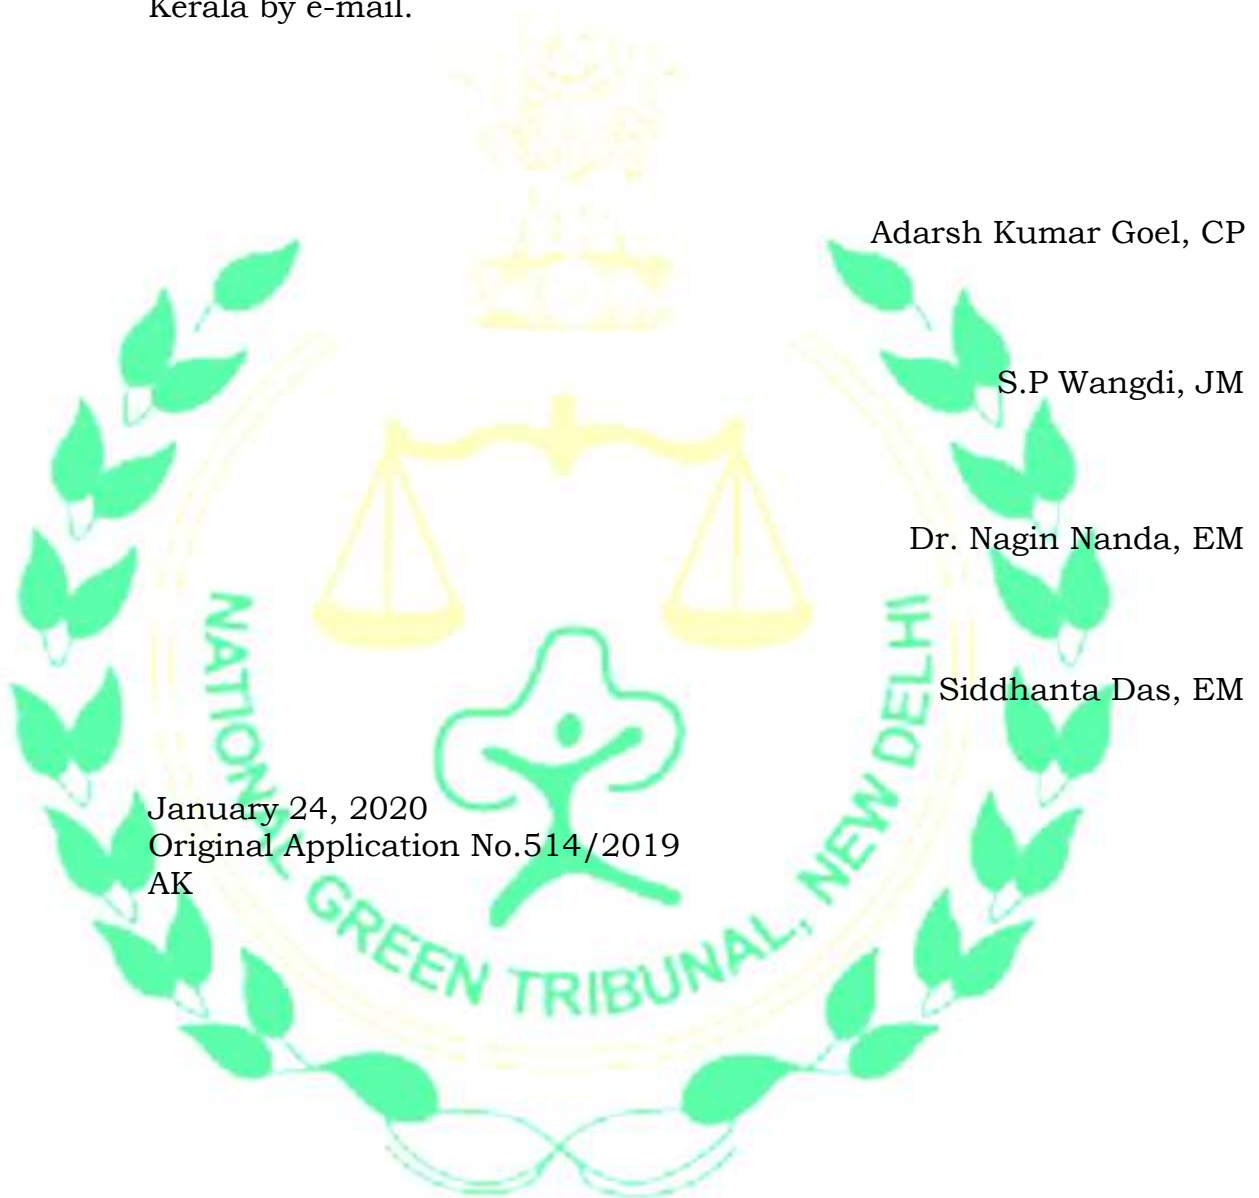 Kerala by e-mail.
Adarsh Kumar Goel, CP
S.P Wangdi, JM
Dr. Nagin Nanda, EM
Siddhanta Das, EM
January 24, 2020
Original Application No.514/2019
AK
NATIONAL GREEN TRIBUNAL, NEW DELHI